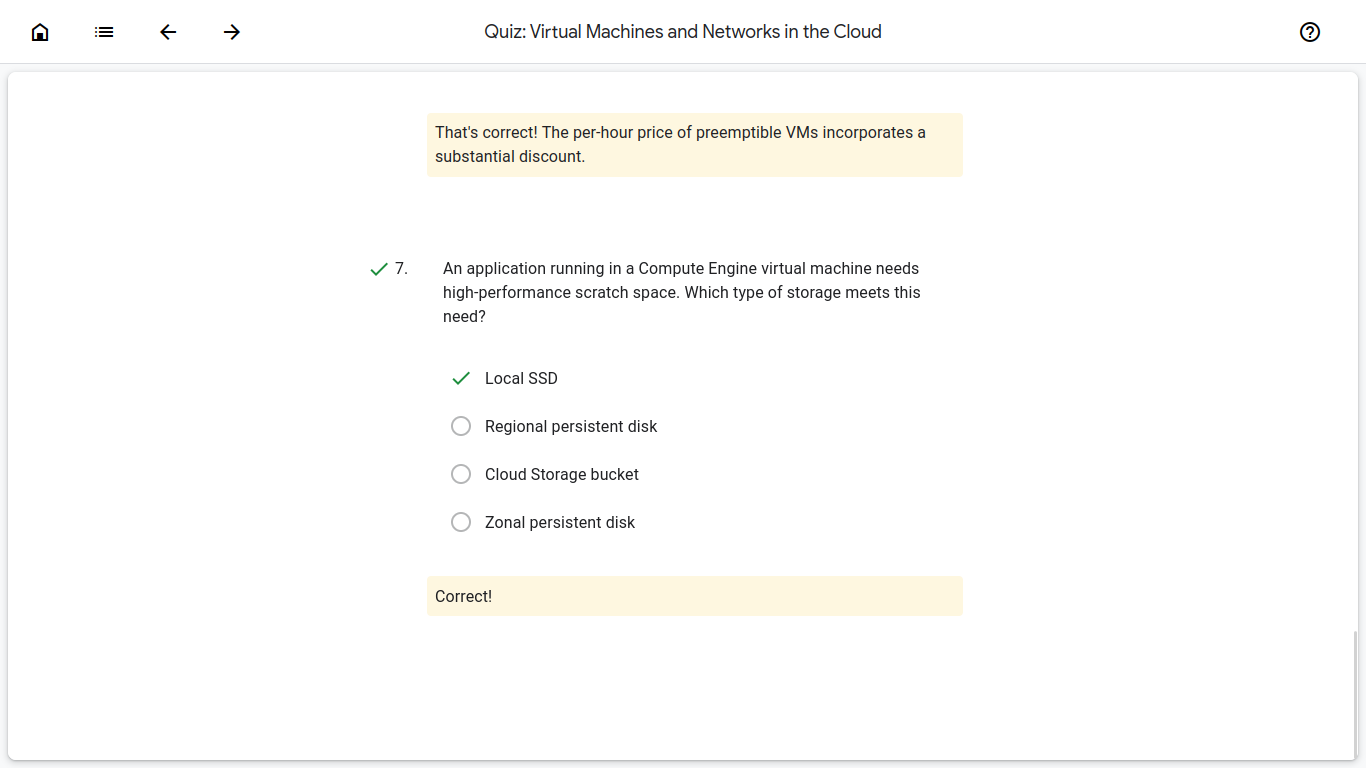 Quiz: Virtual Machines and Networks in the Cloud
That's correct! The per-hour price of preemptible VMs incorporates a
substantial discount.
7.
An application running in a Compute Engine virtual machine needs
high-performance scratch space. Which type of storage meets this
need?
Local SSD
Regional persistent disk
Cloud Storage bucket
Zonal persistent disk
Correct!